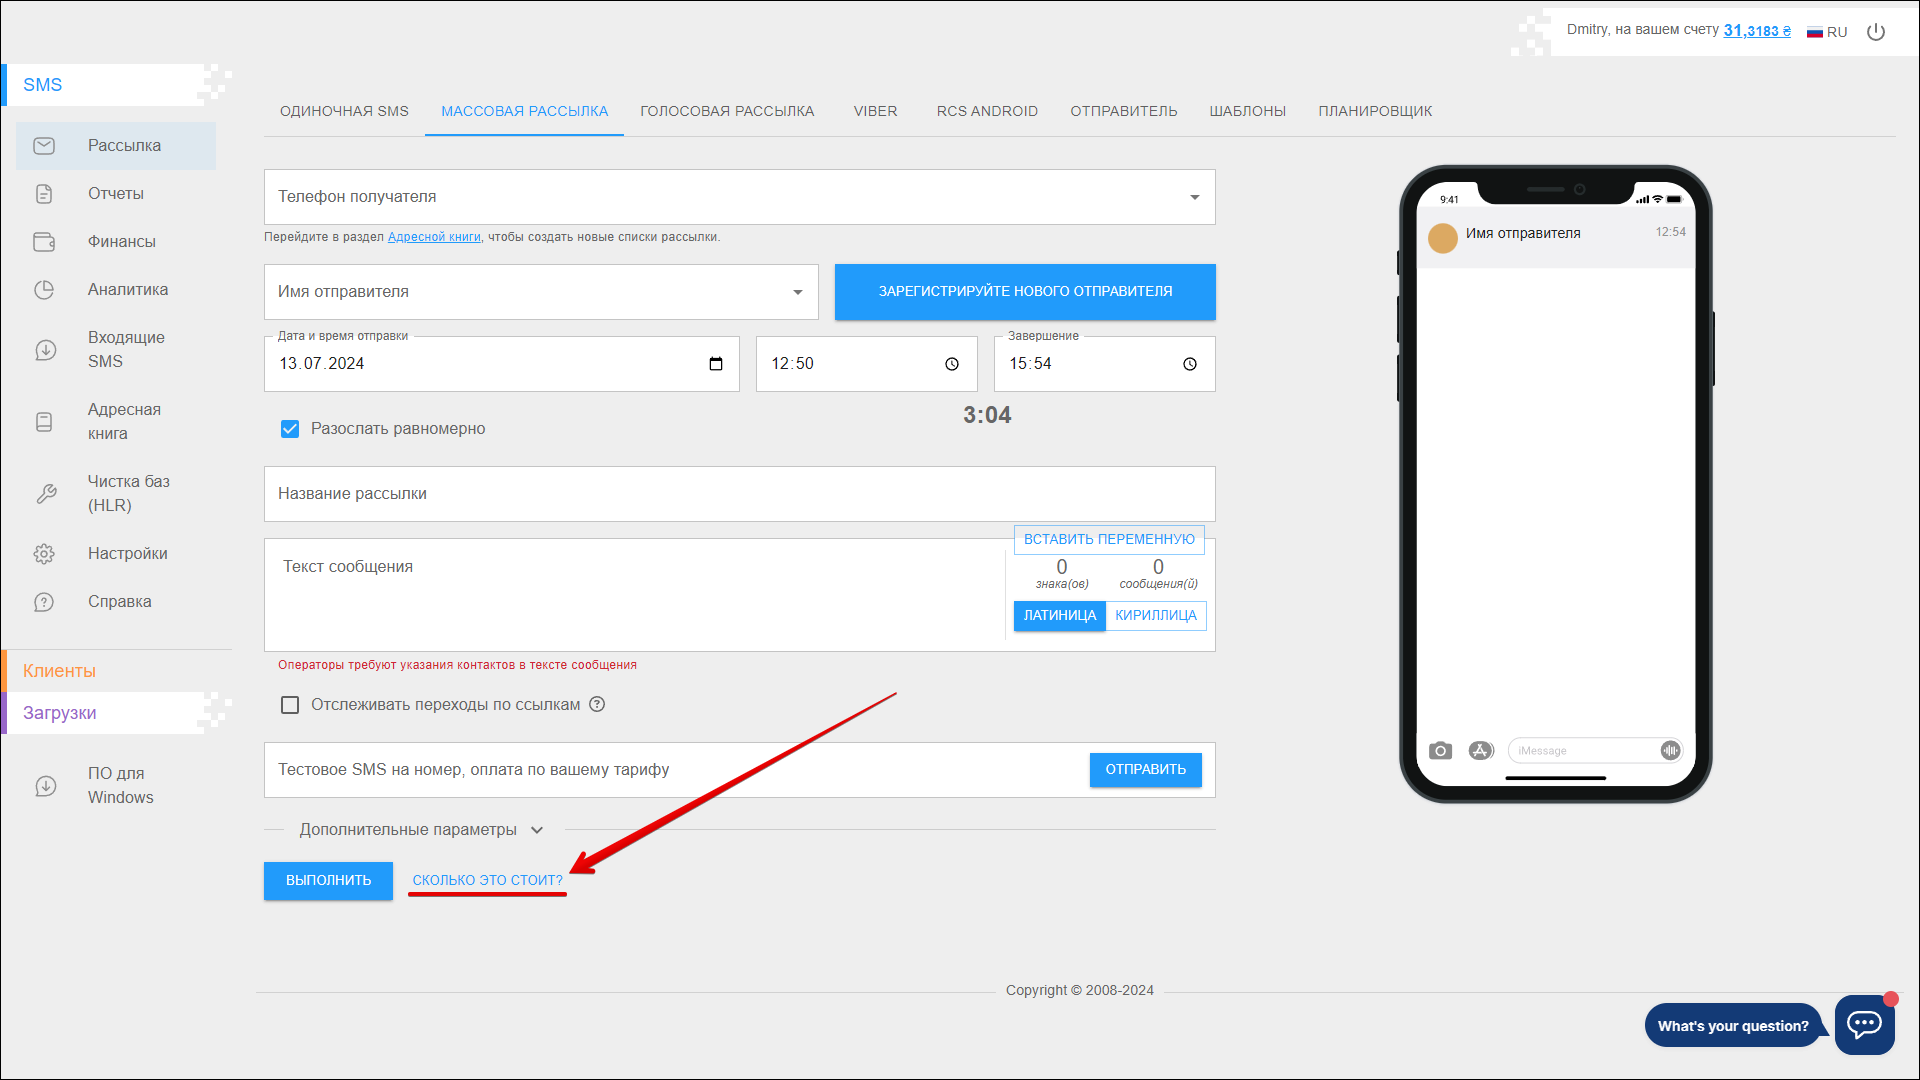 Dmitry, на вашем счету 31,3183 ₴ RU
SMS
Рассылка
Отчеты
Финансы
Аналитика
Входящие
SMS
Адресная
книга
Чистка баз
(HLR)
Настройки
Справка
Клиенты
Загрузки
ПО для
Windows
ОДИНОЧНАЯ SMS МАССОВАЯ РАССЫЛКА ГОЛОСОВАЯ РАССЫЛКА VIBER RCS ANDROID ОТПРАВИТЕЛЬ ШАБЛОНЫ ПЛАНИРОВЩИК
Телефон получателя
Перейдите в раздел Адресной книги, чтобы создать новые списки рассылки.
Имя отправителя
ЗАРЕГИСТРИРУЙТЕ НОВОГО ОТПРАВИТЕЛЯ
Дата и время отправки Завершение
13.07.2024 12:50 15:54
3:04
Разослать равномерно
Название рассылки
ВСТАВИТЬ ПЕРЕМЕННУЮ
Текст сообщения
0 0
знака(ов) сообщения(й)
ЛАТИНИЦА КИРИЛЛИЦА
Операторы требуют указания контактов в тексте сообщения
Отслеживать переходы по ссылкам ?
Тестовое SMS на номер, оплата по вашему тарифу
ОТПРАВИТЬ
Дополнительные параметры
ВЫПОЛНИТЬ СКОЛЬКО ЭТО СТОИТ?
9:41
Имя отправителя 12:54
iMessage
Copyright © 2008-2024
What's your question?